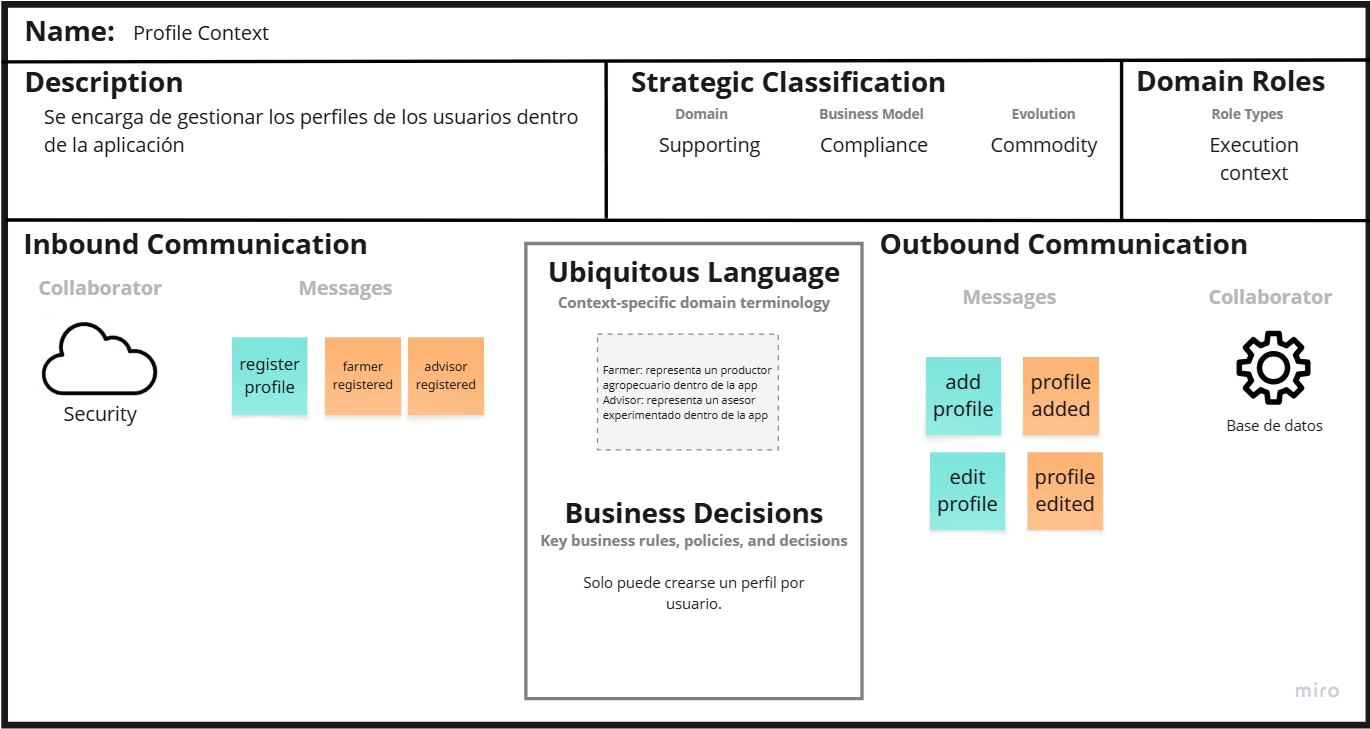 Name: Profile Context
Description
Se encarga de gestionar los perfiles de los usuarios dentro
de la aplicación
Strategic Classification
Domain
Business Model
Evolution
Supporting
Compliance
Commodity
Domain Roles
Role Types
Execution
context
Inbound Communication
Collaborator
Messages
Security
register
profile
farmer
registered
advisor
registered
Ubiquitous Language
Context-specific domain terminology
Farmer: representa un productor
agropecuario dentro de la app
Advisor: representa un asesor
experimentado dentro de la app
Business Decisions
Key business rules, policies, and decisions
Solo puede crearse un perfil por
usuario.
Outbound Communication
Messages
Collaborator
add
profile
profile
added
edit
profile
profile
edited
Base de datos
miro